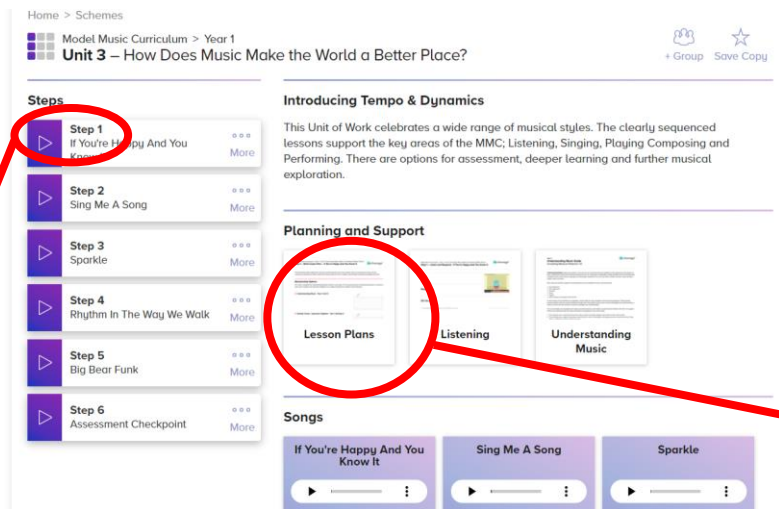 Home > Schemes
Model Music Curriculum > Year 1
Unit 3 – How Does Music Make the World a Better Place?
+ Group Save Copy
Steps
Step 1
If You're Happy And You
Know It
More
Step 2
Sing Me A Song
More
Step 3
Sparkle
More
Step 4
Rhythm In The Way We Walk
More
Step 5
Big Bear Funk
More
Step 6
Assessment Checkpoint
More
Introducing Tempo & Dynamics
This Unit of Work celebrates a wide range of musical styles. The clearly sequenced
lessons support the key areas of the MMC; Listening, Singing, Playing Composing and
Performing. There are options for assessment, deeper learning and further musical
exploration.
Planning and Support
Lesson Plans
Listening
Understanding
Music
Songs
If You're Happy And You
Know It
Sing Me A Song
Sparkle